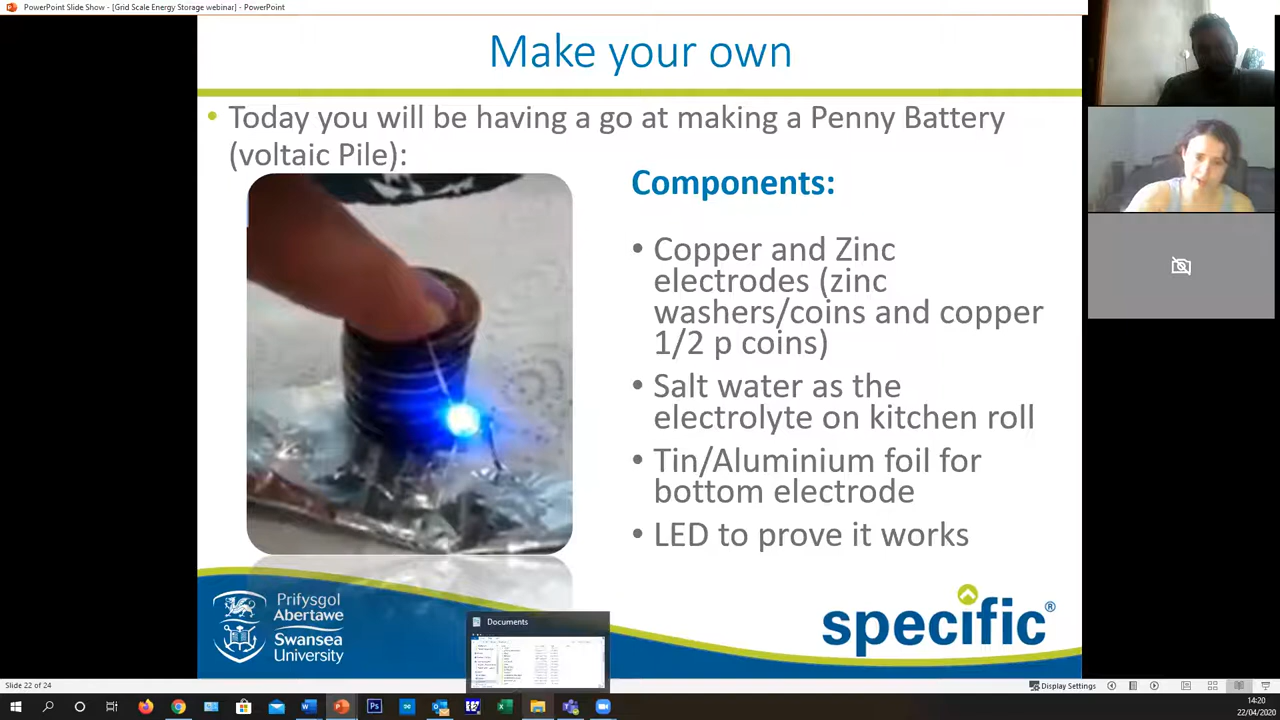 PowerPoint Slide Show - [Grid Scale Energy Storage webinar] - PowerPoint
Make your own
• Today you will be having a go at making a Penny Battery
(voltaic Pile):
Components:
• Copper and Zinc
electrodes (zinc
washers/coins and copper
1/2 p coins)
• Salt water as the
electrolyte on kitchen roll
• Tin/Aluminium foil for
bottom electrode
• LED to prove it works
Prifysgol
Abertawe
Swansea
University
specific®
Documents
Slide 22 of
Display Settings
14:20
22/04/2020